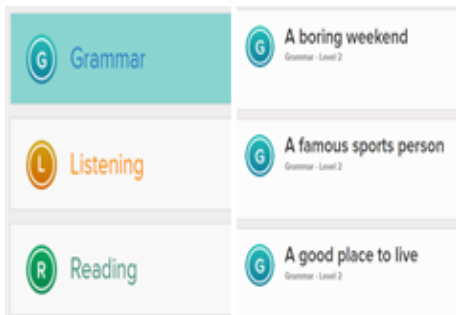 G Grammar
L Listening
R Reading
G A boring weekend
Grammar - Level 2
G A famous sports person
Grammar - Level 2
G A good place to live
Grammar - Level 2